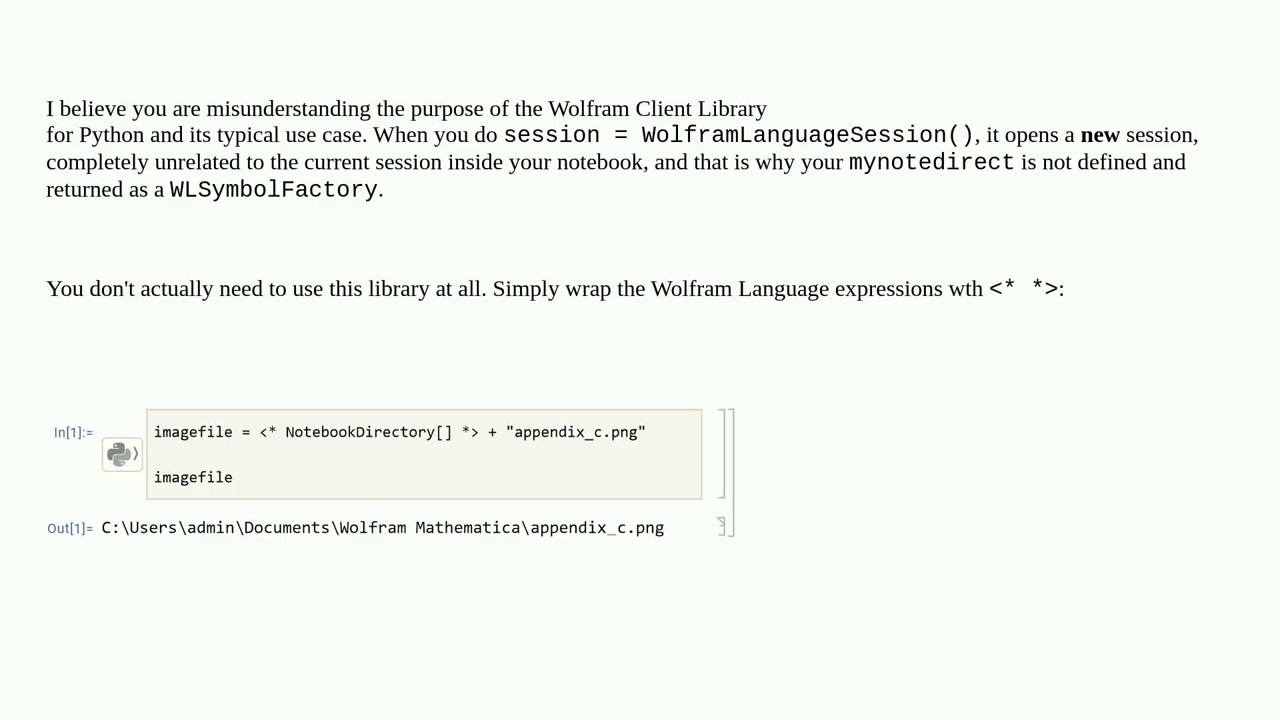 I believe you are misunderstanding the purpose of the Wolfram Client Library
for Python and its typical use case. When you do session = WolframLanguageSession(), it opens a new session,
completely unrelated to the current session inside your notebook, and that is why your mynotedirect is not defined and
returned as a WLSymbolFactory.
You don't actually need to use this library at all. Simply wrap the Wolfram Language expressions wth <* *>:
In[1]:= imagefile = <* NotebookDirectory[] *> + "appendix_c.png"
imagefile
Out[1]= C:\Users\admin\Documents\Wolfram Mathematica\appendix_c.png